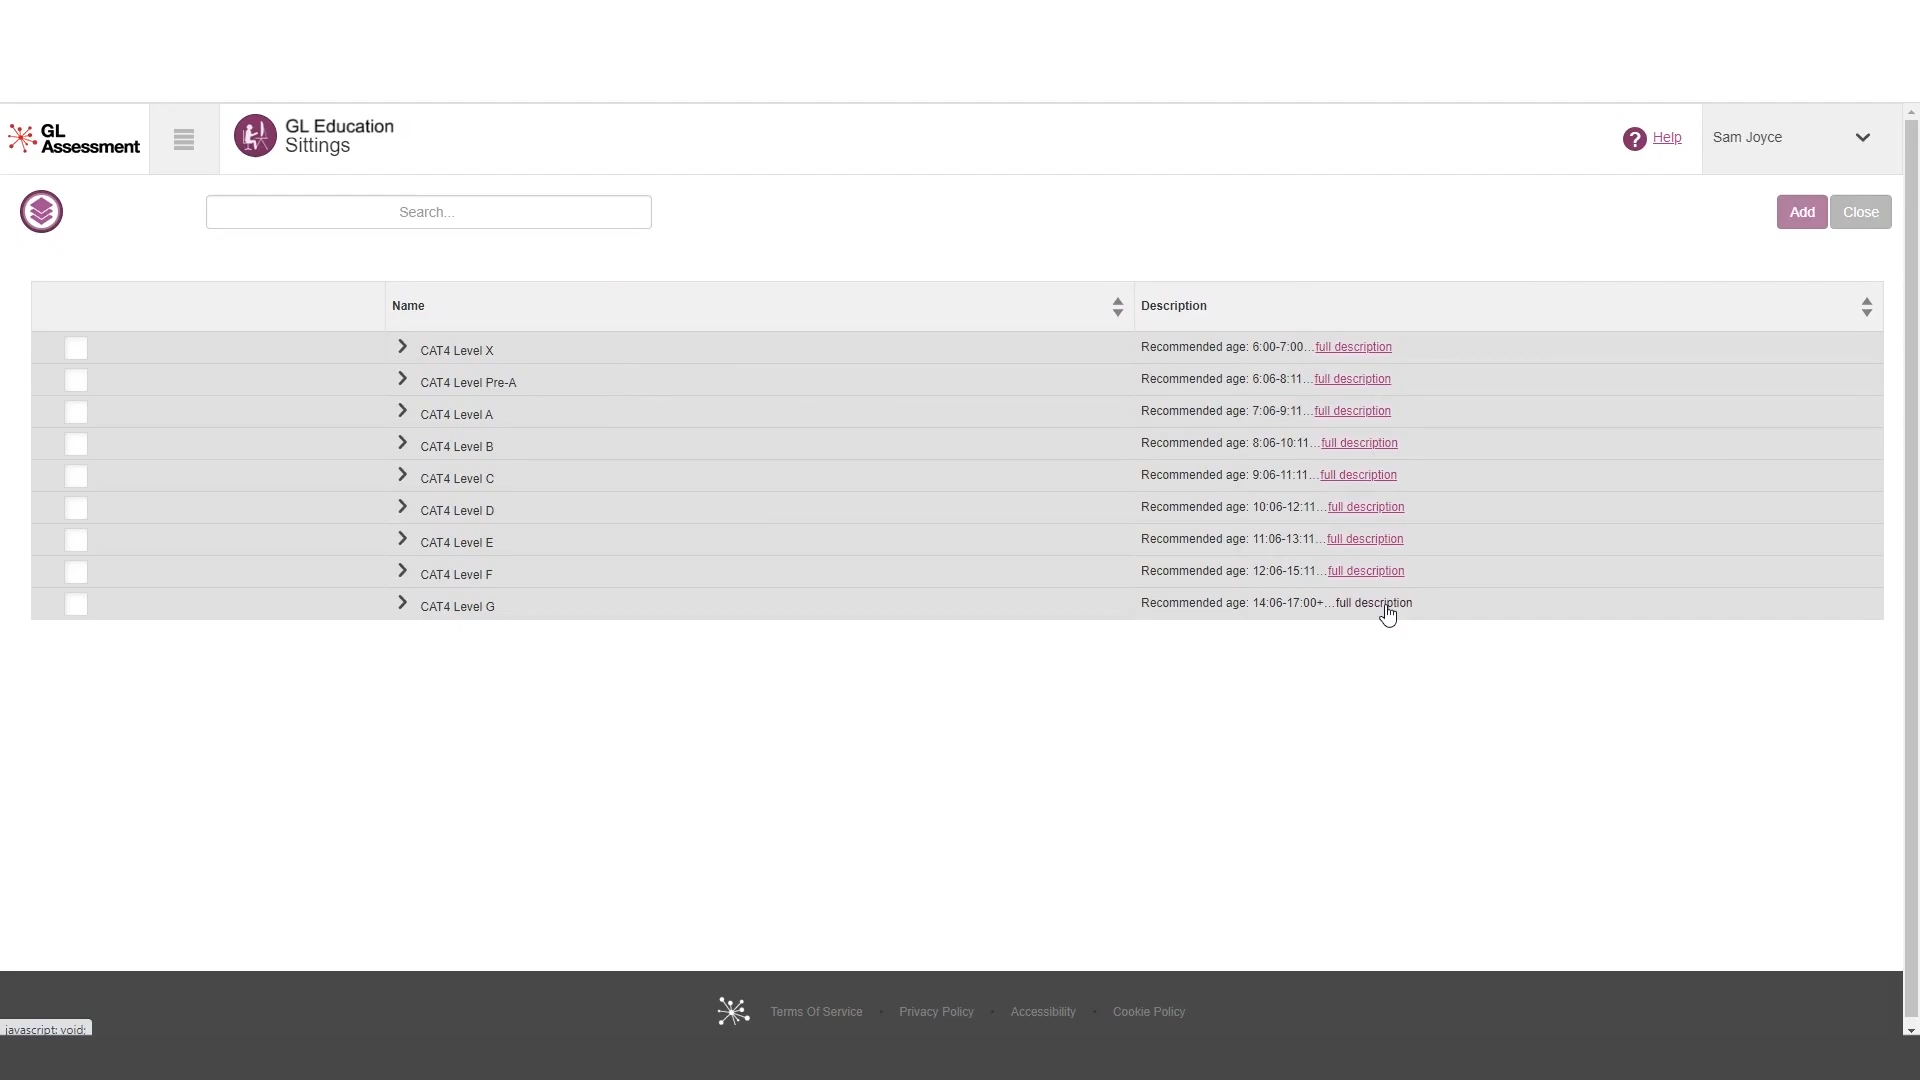 GL Assessment
GL Education Sittings
? Help
Sam Joyce
Search...
Add
Close
Name
Description
CAT4 Level X
Recommended age: 6:00-7:00...full description
CAT4 Level Pre-A
Recommended age: 6:06-8:11...full description
CAT4 Level A
Recommended age: 7:06-9:11...full description
CAT4 Level B
Recommended age: 8:06-10:11...full description
CAT4 Level C
Recommended age: 9:06-11:11...full description
CAT4 Level D
Recommended age: 10:06-12:11...full description
CAT4 Level E
Recommended age: 11:06-13:11...full description
CAT4 Level F
Recommended age: 12:06-15:11...full description
CAT4 Level G
Recommended age: 14:06-17:00+...full description
Terms Of Service · Privacy Policy · Accessibility · Cookie Policy
javascript: void;